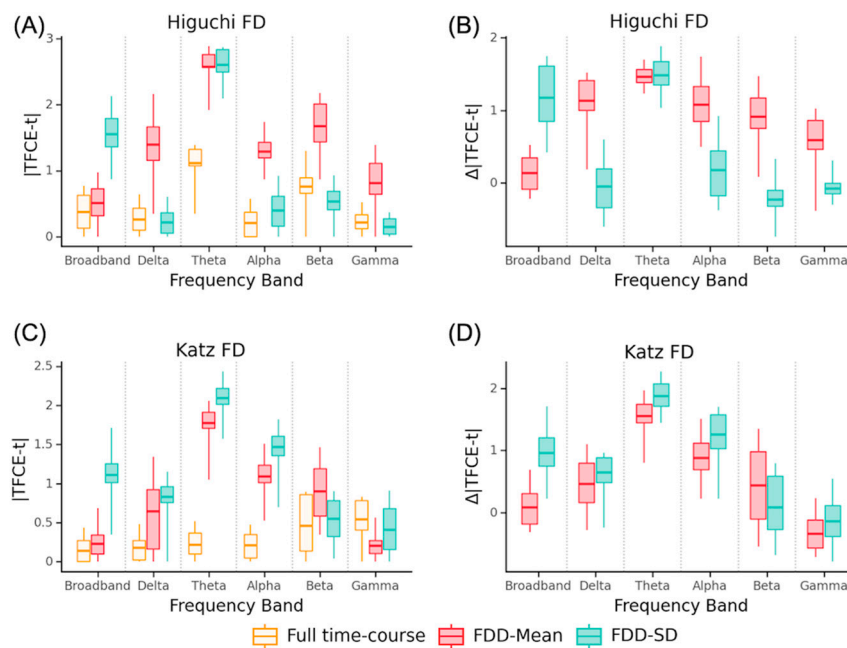 (A) Higuchi FD
|TFCE-t|
3
2
1
0
Broadband Delta Theta Alpha Beta Gamma
Frequency Band
(B) Higuchi FD
Δ|TFCE-t|
2
1
0
Broadband Delta Theta Alpha Beta Gamma
Frequency Band
(C) Katz FD
|TFCE-t|
2.5
2
1.5
1
0.5
0
Broadband Delta Theta Alpha Beta Gamma
Frequency Band
(D) Katz FD
Δ|TFCE-t|
2
1
0
Broadband Delta Theta Alpha Beta Gamma
Frequency Band
Full time-course FDD-Mean FDD-SD